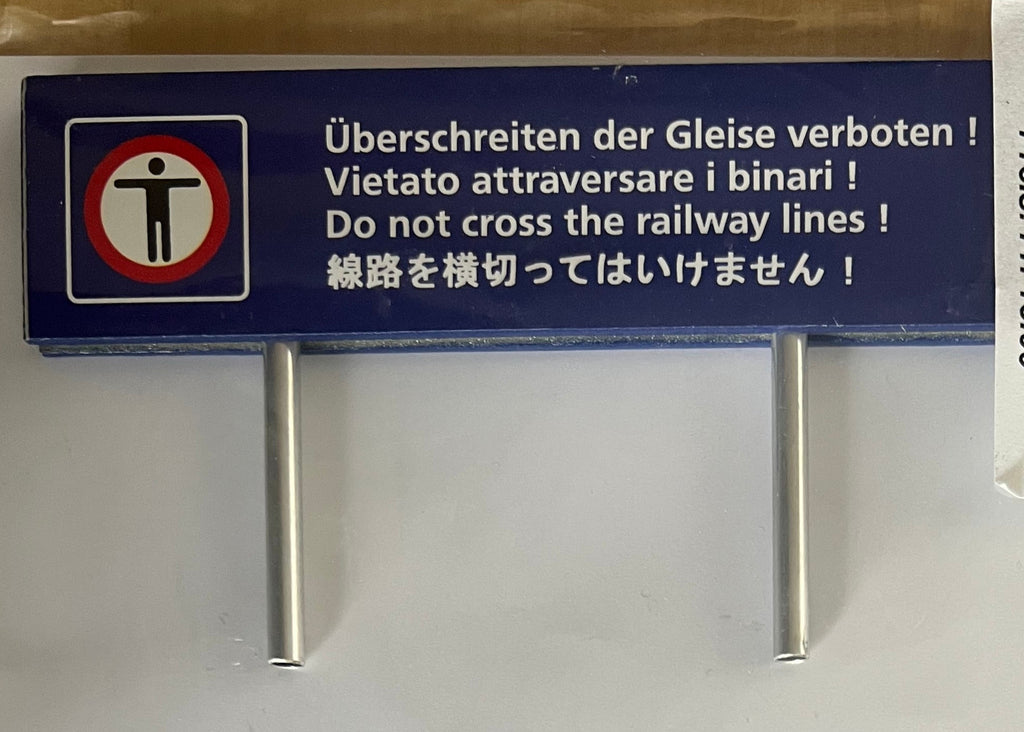 Überschreiten der Gleise verboten !
Vietato attraversare i binari !
Do not cross the railway lines !
線路を横切ってはいけません！